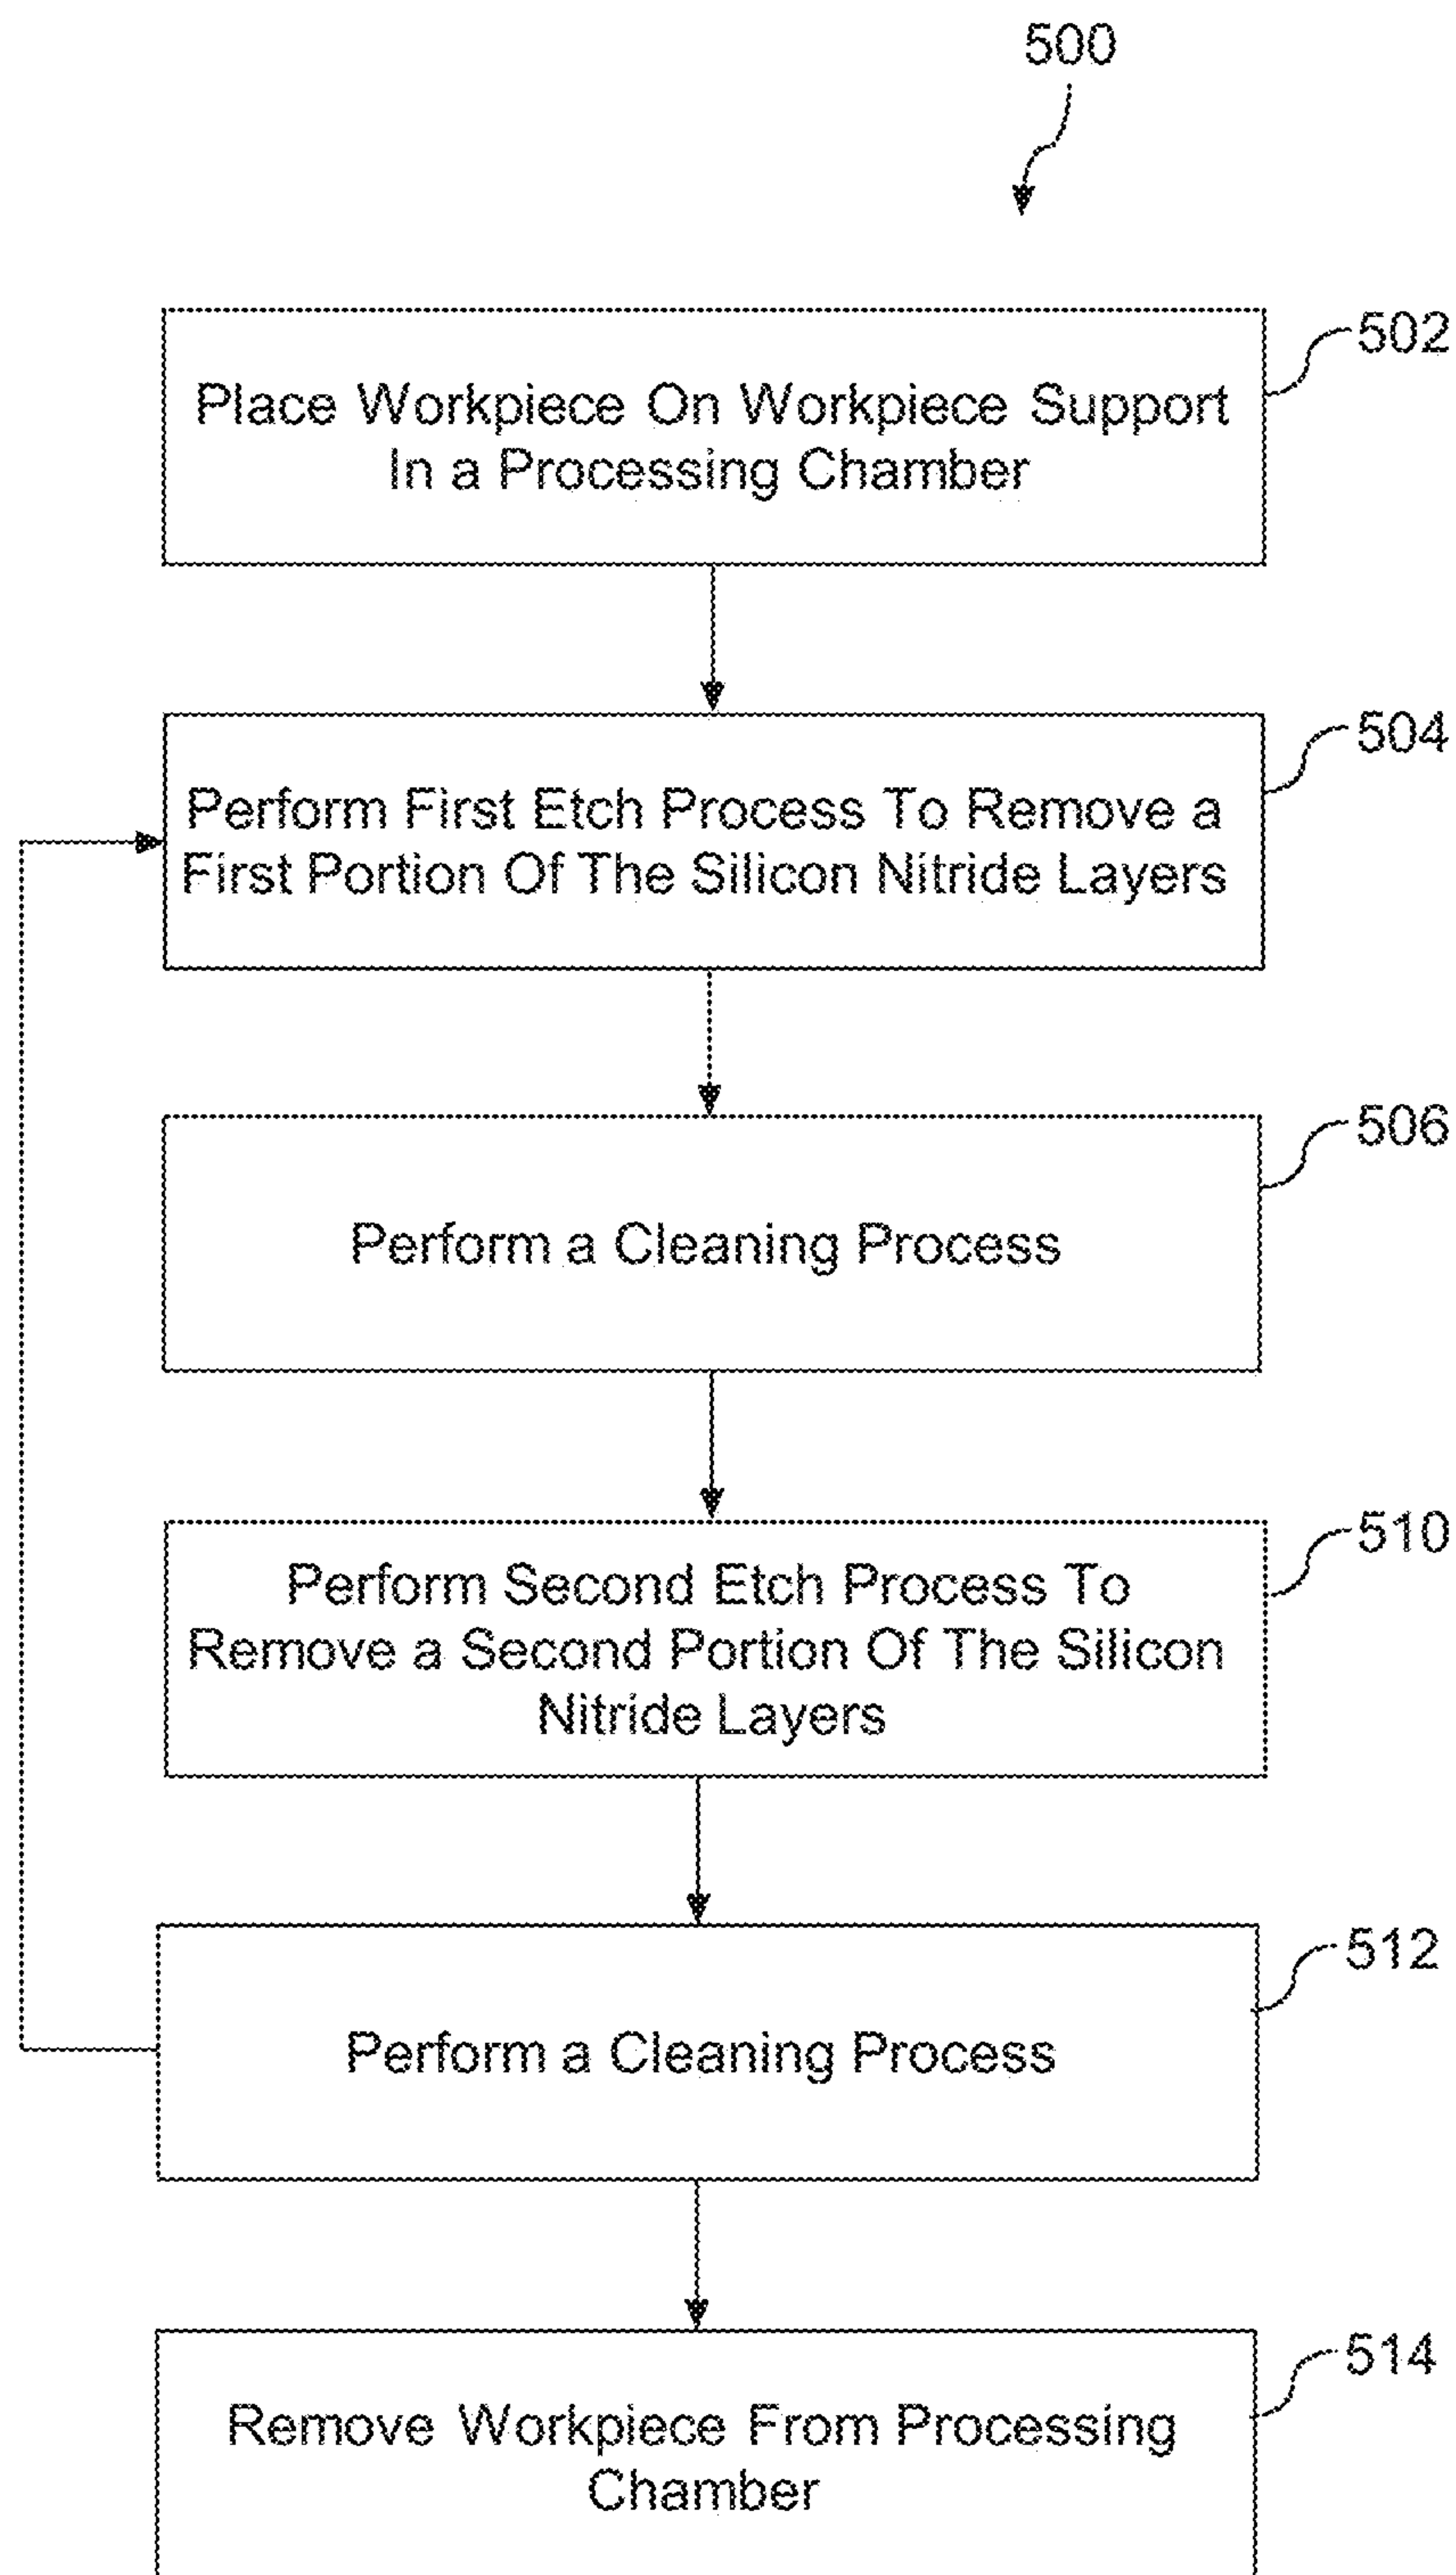 500
502
Place Workpiece On Workpiece Support
In a Processing Chamber
504
Perform First Etch Process To Remove a
First Portion Of The Silicon Nitride Layers
506
Perform a Cleaning Process
510
Perform Second Etch Process To
Remove a Second Portion Of The Silicon
Nitride Layers
512
Perform a Cleaning Process
514
Remove Workpiece From Processing
Chamber